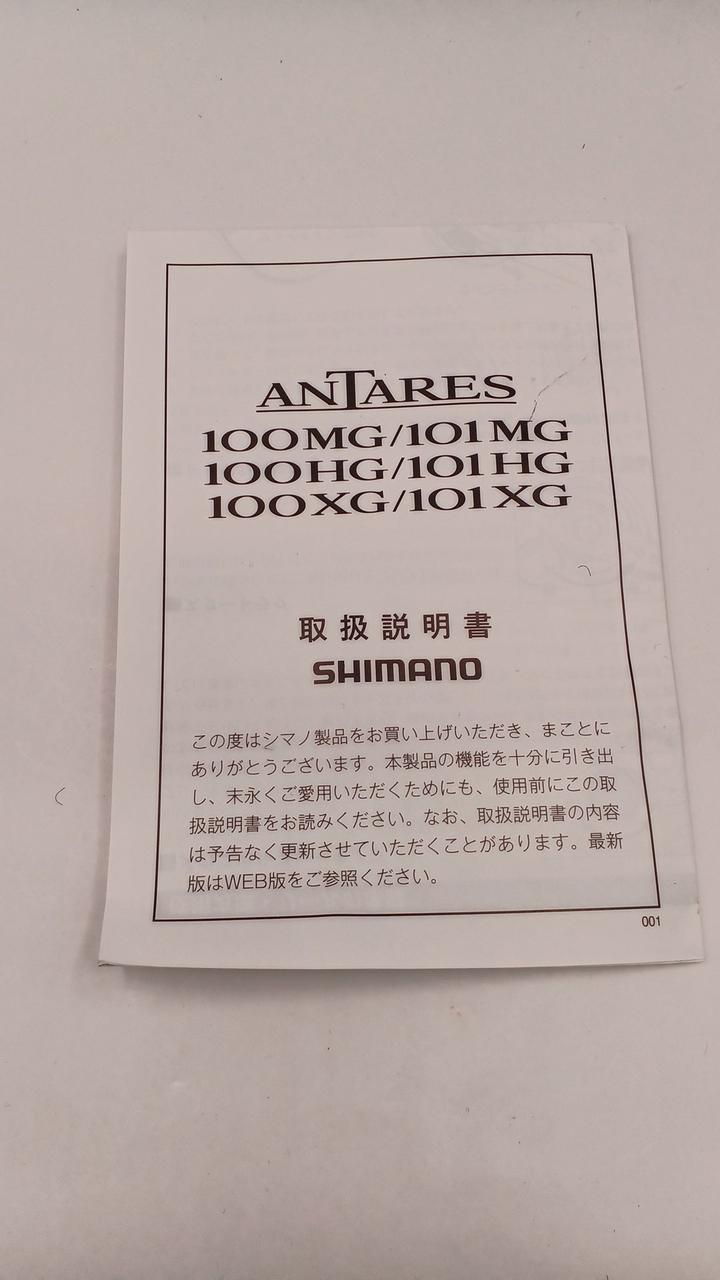 ANTARES
100MG/101MG
100HG/101HG
100XG/101XG
取扱説明書
SHIMANO
この度はシマノ製品をお買い上げいただき、まことに
ありがとうございます。本製品の機能を十分に引き出
し、末永くご愛用いただくためにも、使用前にこの取
扱説明書をお読みください。なお、取扱説明書の内容
は予告なく更新させていただくことがあります。最新
版はWEB版をご参照ください。
001